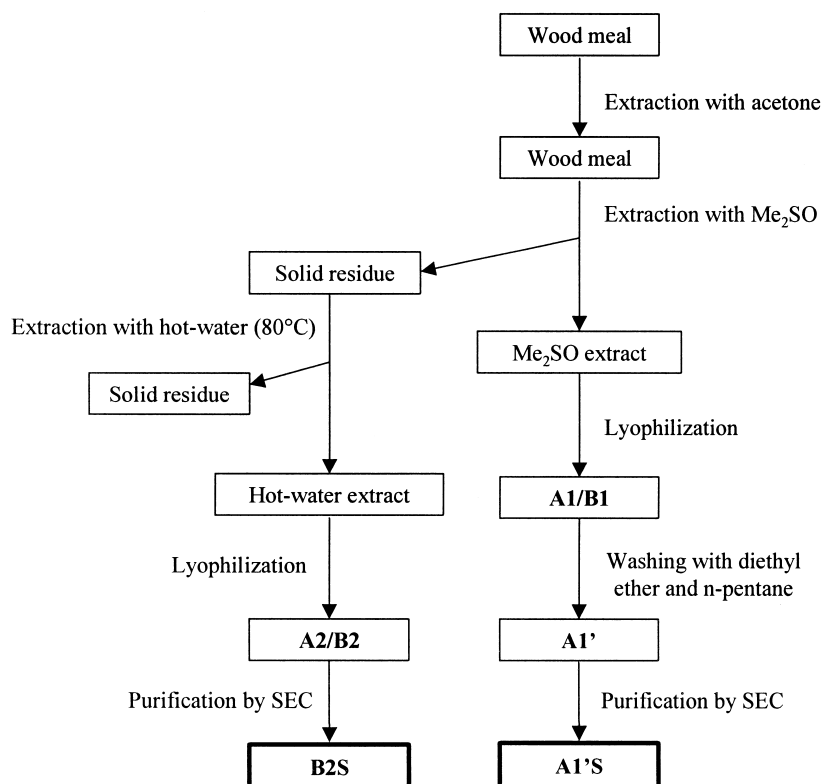 Wood meal
Extraction with acetone
Wood meal
Extraction with Me₂SO
Solid residue
Extraction with hot-water (80°C)
Me₂SO extract
Solid residue
Lyophilization
Hot-water extract
A1/B1
Lyophilization
Washing with diethyl
ether and n-pentane
A2/B2
A1’
Purification by SEC
Purification by SEC
B2S
A1’S